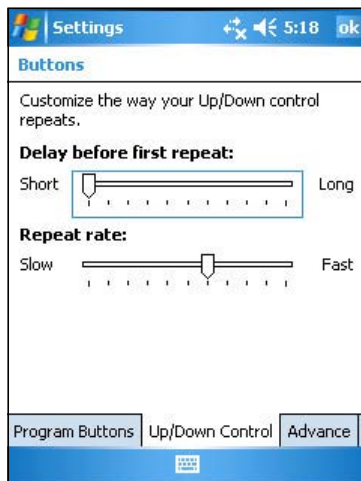 Settings 5:18 ok
Buttons
Customize the way your Up/Down control
repeats.
Delay before first repeat:
Short Long
Repeat rate:
Slow Fast
Program Buttons Up/Down Control Advance